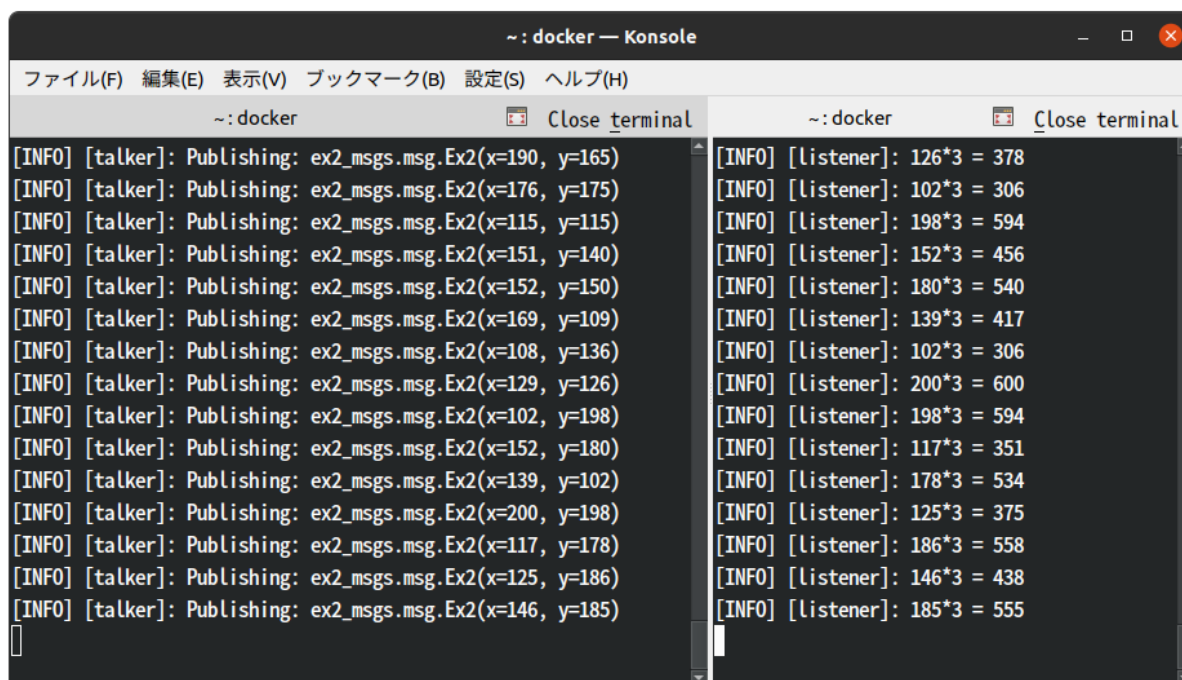 ~ : docker — Konsole
ファイル(F) 編集(E) 表示(V) ブックマーク(B) 設定(S) ヘルプ(H)
~ : docker Close terminal
[INFO] [talker]: Publishing: ex2_msgs.msg.Ex2(x=190, y=165)
[INFO] [talker]: Publishing: ex2_msgs.msg.Ex2(x=176, y=175)
[INFO] [talker]: Publishing: ex2_msgs.msg.Ex2(x=115, y=115)
[INFO] [talker]: Publishing: ex2_msgs.msg.Ex2(x=151, y=140)
[INFO] [talker]: Publishing: ex2_msgs.msg.Ex2(x=152, y=150)
[INFO] [talker]: Publishing: ex2_msgs.msg.Ex2(x=169, y=109)
[INFO] [talker]: Publishing: ex2_msgs.msg.Ex2(x=108, y=136)
[INFO] [talker]: Publishing: ex2_msgs.msg.Ex2(x=129, y=126)
[INFO] [talker]: Publishing: ex2_msgs.msg.Ex2(x=102, y=198)
[INFO] [talker]: Publishing: ex2_msgs.msg.Ex2(x=152, y=180)
[INFO] [talker]: Publishing: ex2_msgs.msg.Ex2(x=139, y=102)
[INFO] [talker]: Publishing: ex2_msgs.msg.Ex2(x=200, y=198)
[INFO] [talker]: Publishing: ex2_msgs.msg.Ex2(x=117, y=178)
[INFO] [talker]: Publishing: ex2_msgs.msg.Ex2(x=125, y=186)
[INFO] [talker]: Publishing: ex2_msgs.msg.Ex2(x=146, y=185)
~ : docker Close terminal
[INFO] [listener]: 126*3 = 378
[INFO] [listener]: 102*3 = 306
[INFO] [listener]: 198*3 = 594
[INFO] [listener]: 152*3 = 456
[INFO] [listener]: 180*3 = 540
[INFO] [listener]: 139*3 = 417
[INFO] [listener]: 102*3 = 306
[INFO] [listener]: 200*3 = 600
[INFO] [listener]: 198*3 = 594
[INFO] [listener]: 117*3 = 351
[INFO] [listener]: 178*3 = 534
[INFO] [listener]: 125*3 = 375
[INFO] [listener]: 186*3 = 558
[INFO] [listener]: 146*3 = 438
[INFO] [listener]: 185*3 = 555